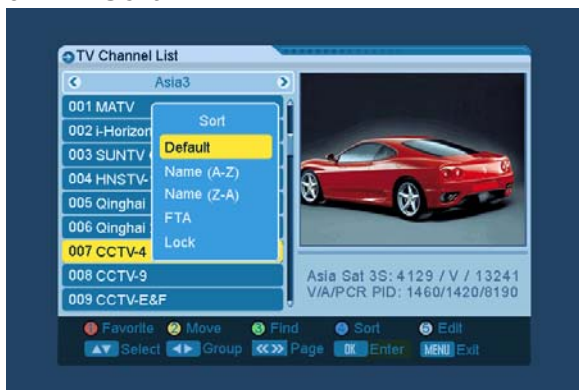 TV Channel List
Asia3
001 MATV
002 i-Horizon
003 SUNTV
004 HNSTV-
005 Qinghai
006 Qinghai
007 CCTV-4
008 CCTV-9
009 CCTV-E&F
Sort
Default
Name (A-Z)
Name (Z-A)
FTA
Lock
Asia Sat 3S: 4129 / V / 13241
V/A/PCR PID: 1460/1420/8190
Favorite Move Find Sort Edit
Select Group Page OK Enter MENU Exit